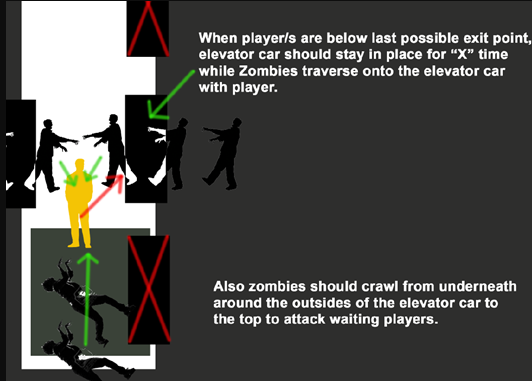 When player/s are below last possible exit point,
elevator car should stay in place for “X” time
while Zombies traverse onto the elevator car
with player.
Also zombies should crawl from underneath
around the outsides of the elevator car to
the top to attack waiting players.